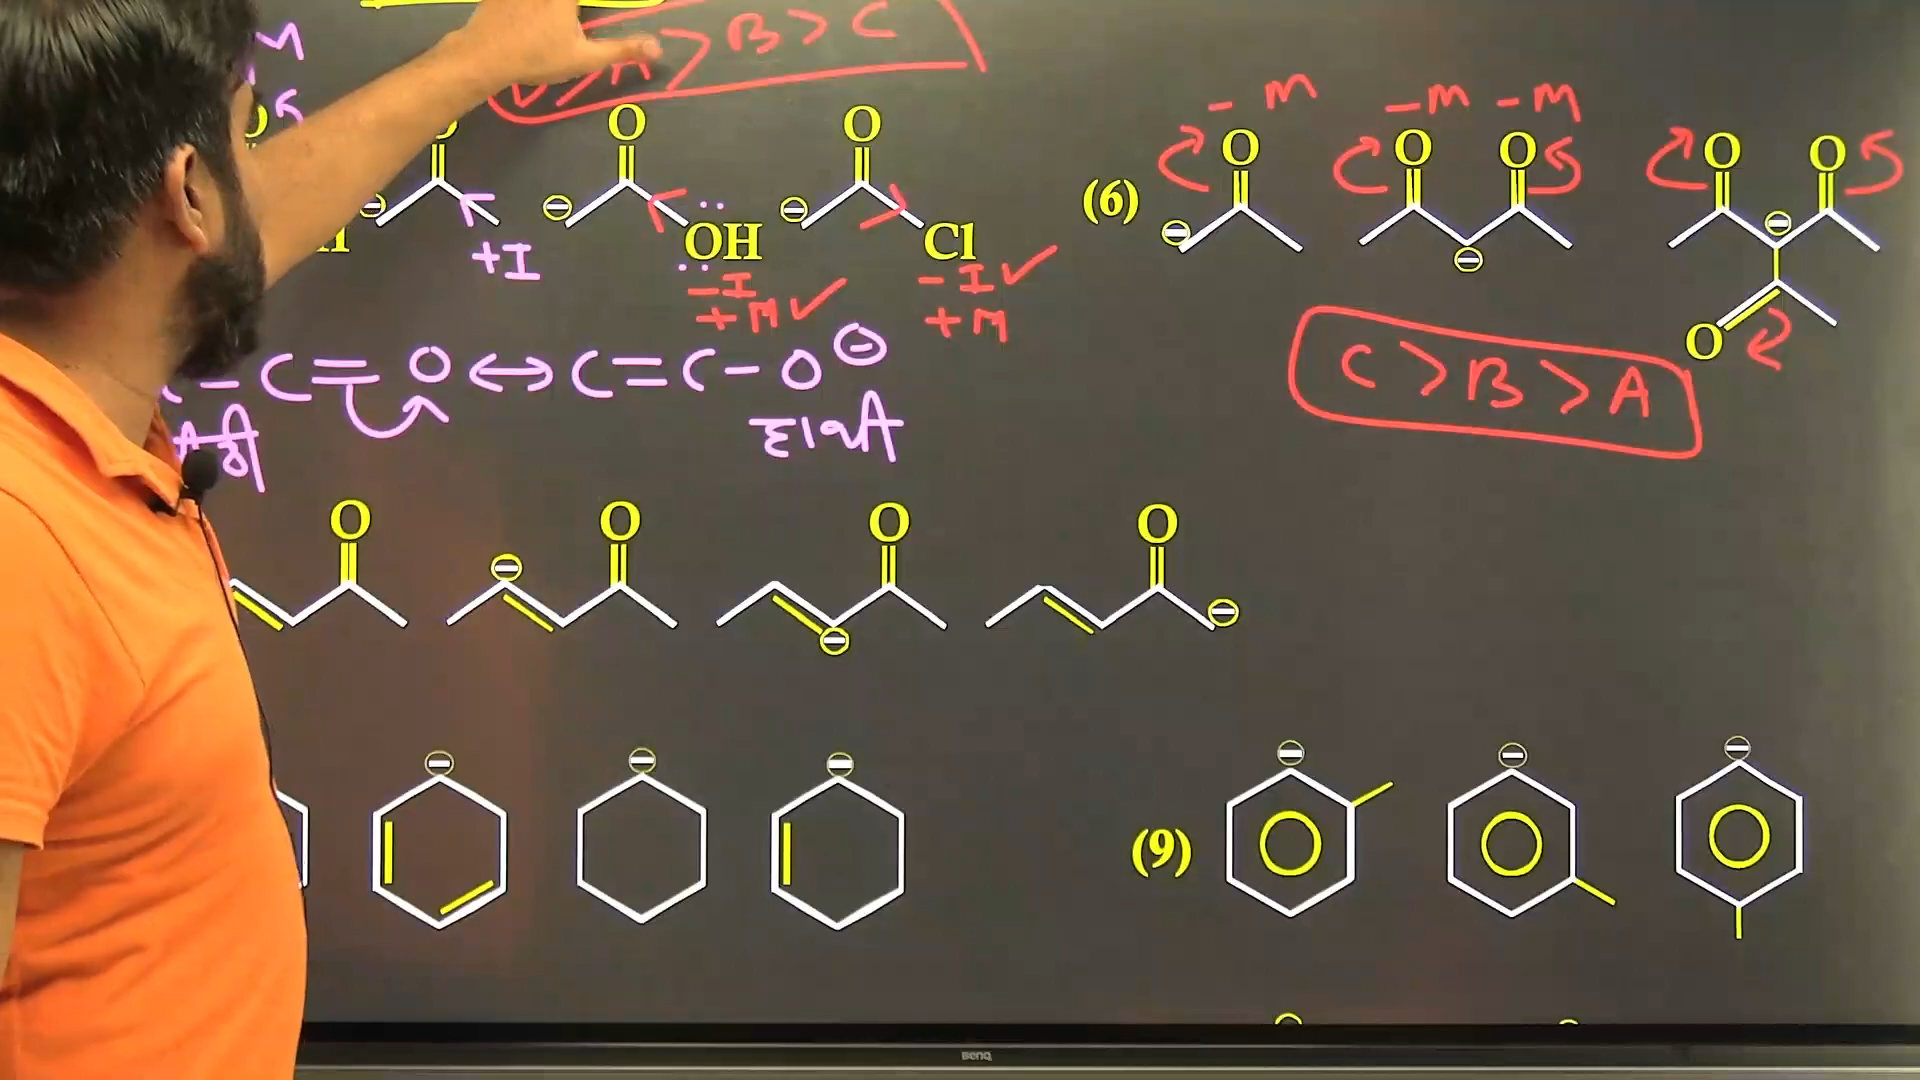 M
A > B > C
O
O
O
O
⊖
⊖
⊖
H
OH
Cl
+I
-I
+M ✓
-I ✓
+M
(6)
-M
-M -M
O
O O
O O
⊖
⊖
⊖
O
C > B > A
C = O ↔ C = C - O⊖
O
O
O
O
⊖
⊖
⊖
⊖
⊖
⊖
(9)
⊖
⊖
⊖
BenQ